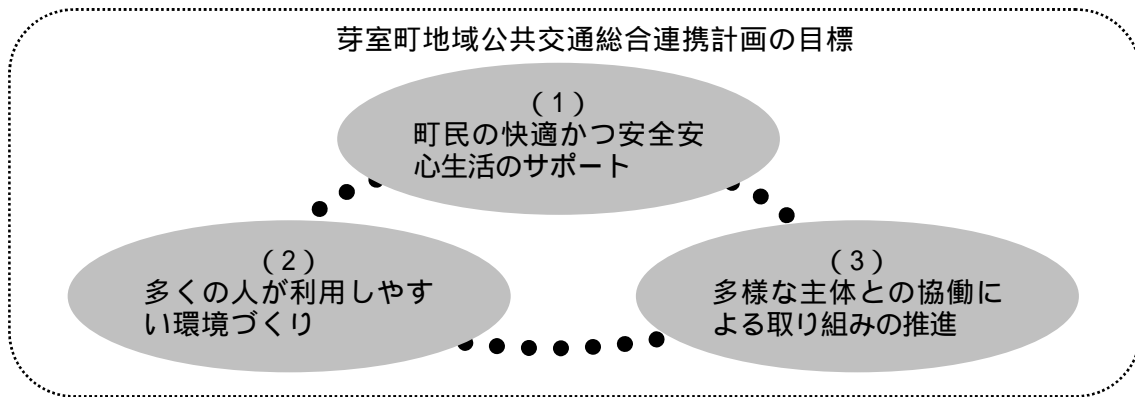 芽室町地域公共交通総合連携計画の目標
（1）
町民の快適かつ安全安
心生活のサポート
（2）
多くの人が利用しやす
い環境づくり
（3）
多様な主体との協働に
よる取り組みの推進